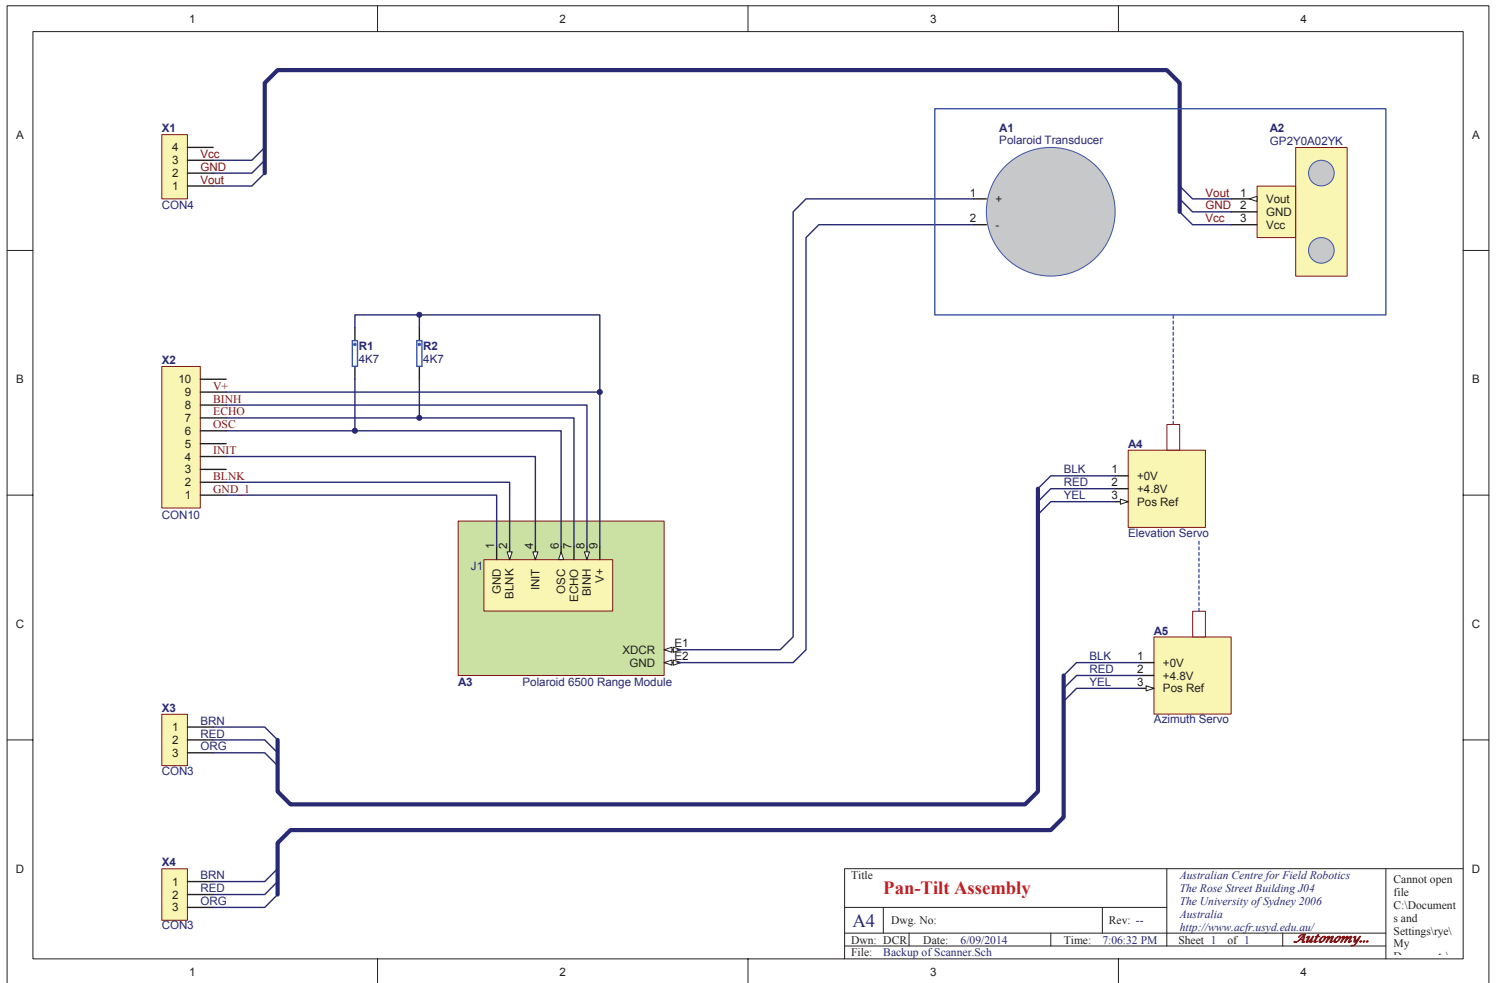 1 2 3 4
A A
B B
C C
D D
1 2 3 4
X1
4
3 Vcc
2 GND
1 Vout
CON4
A1
Polaroid Transducer
1 +
2 -
A2
GP2Y0A02YK
Vout 1 Vout
GND 2 GND
Vcc 3 Vcc
R1
4K7
R2
4K7
X2
10
9 V+
8 BINH
7 ECHO
6 OSC
5
4 INIT
3
2 BLNK
1 GND_1
CON10
J1
1 2 4 6 7 8 9
GND BLNK INIT OSC ECHO BINH V+
XDCR E1
GND E2
A3 Polaroid 6500 Range Module
A4
BLK 1 +0V
RED 2 +4.8V
YEL 3 Pos Ref
Elevation Servo
A5
BLK 1 +0V
RED 2 +4.8V
YEL 3 Pos Ref
Azimuth Servo
X3
1 BRN
2 RED
3 ORG
CON3
X4
1 BRN
2 RED
3 ORG
CON3
Title
Pan-Tilt Assembly
A4 Dwg. No: Rev: --
Dwn: DCR Date: 6/09/2014 Time: 7:06:32 PM Sheet 1 of 1
File: Backup of Scanner.Sch
Australian Centre for Field Robotics
The Rose Street Building J04
The University of Sydney 2006
Australia
http://www.acfr.usyd.edu.au/
Autonomy...
Cannot open
file
C:\Document
s and
Settings\rye\
My